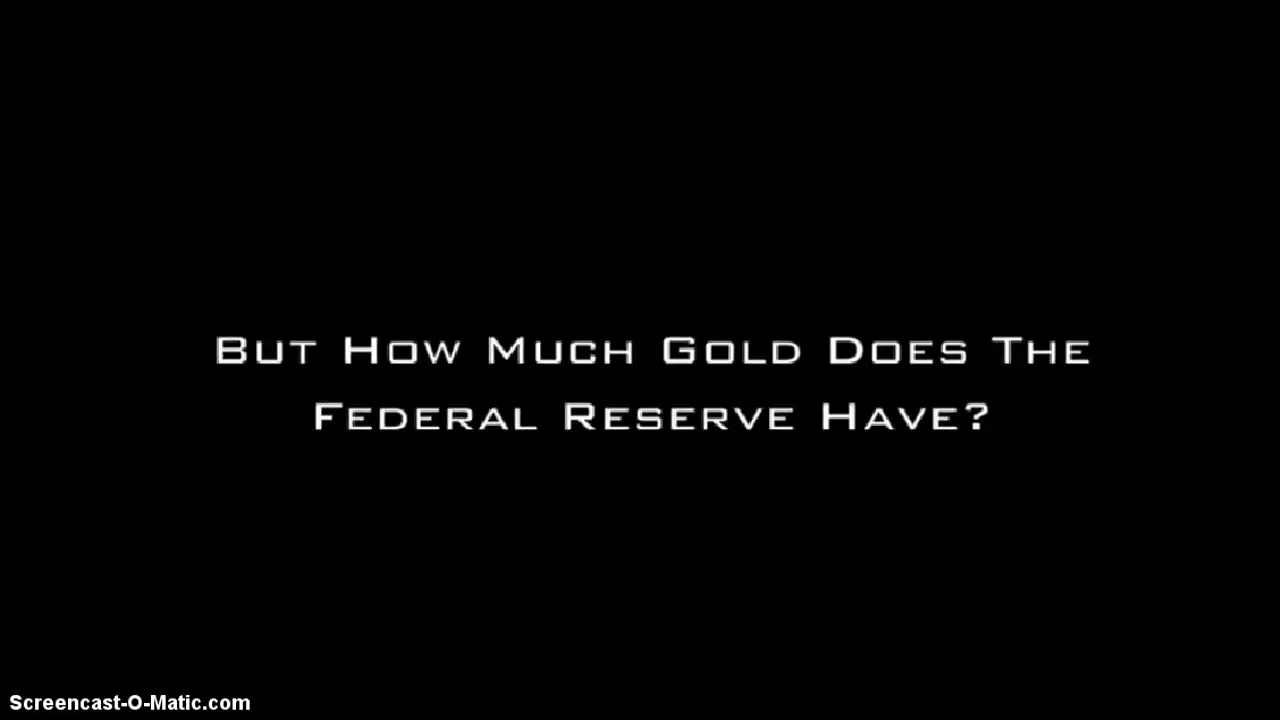 But How Much Gold Does The
Federal Reserve Have?
Screencast-O-Matic.com